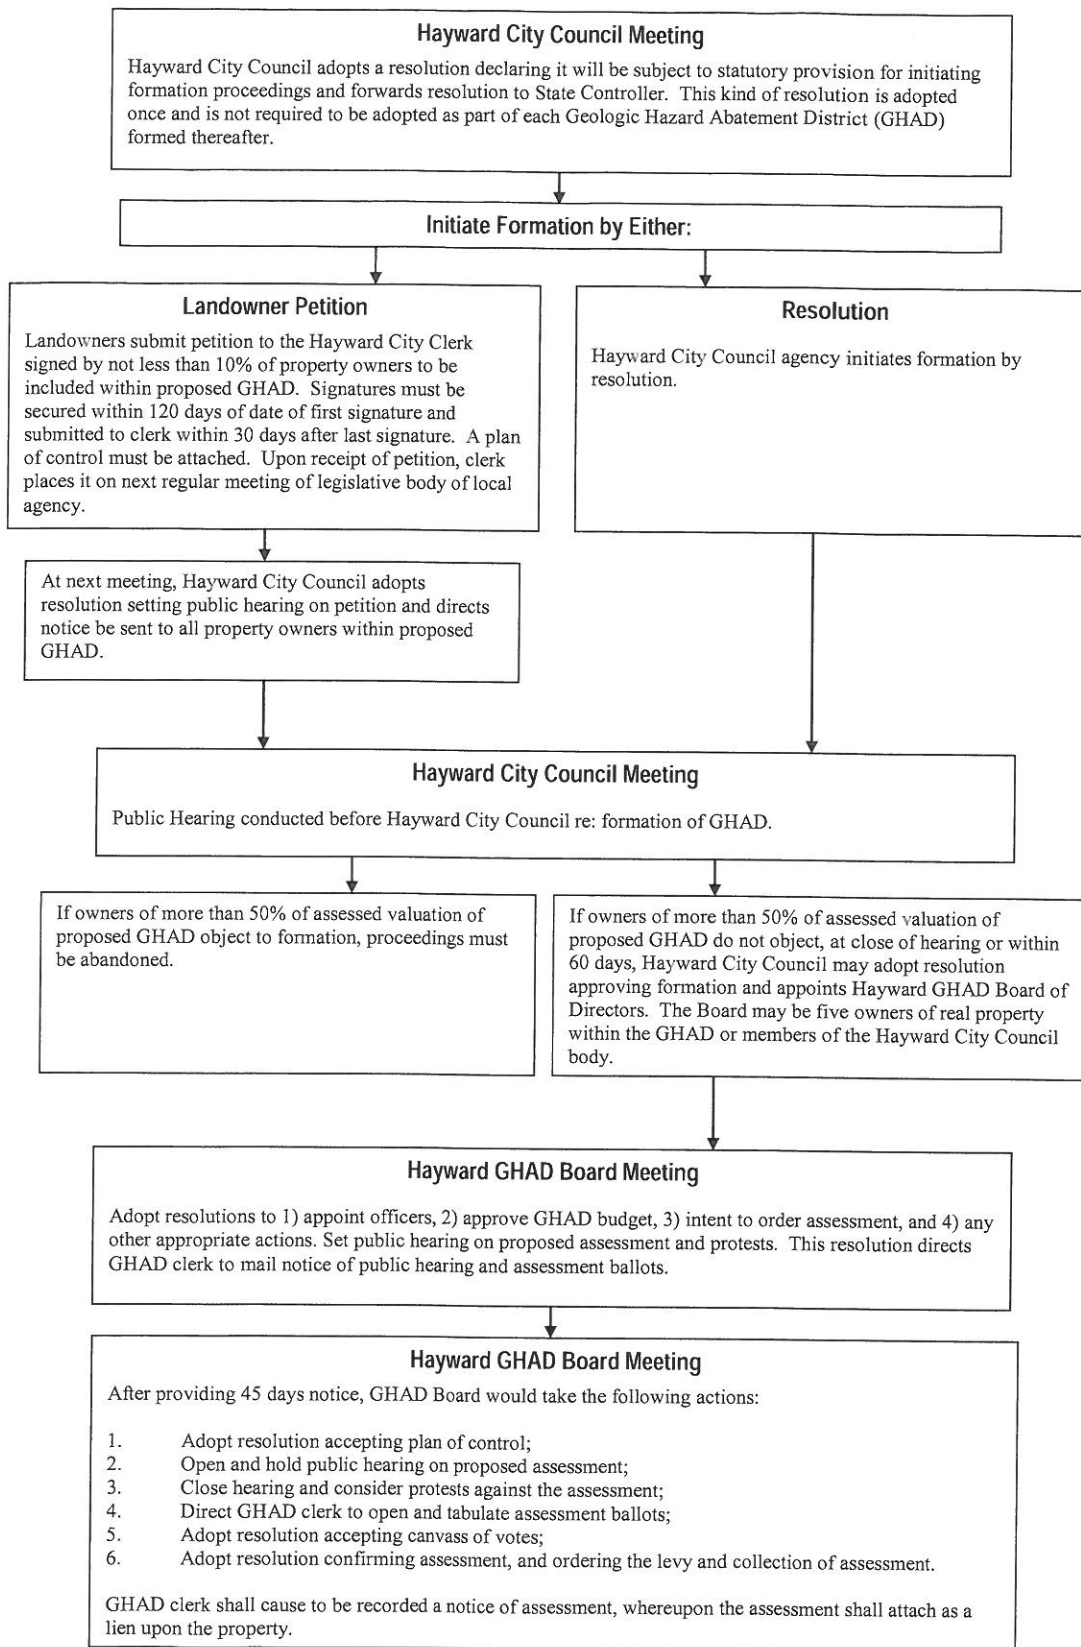 Hayward City Council Meeting
Hayward City Council adopts a resolution declaring it will be subject to statutory provision for initiating
formation proceedings and forwards resolution to State Controller. This kind of resolution is adopted
once and is not required to be adopted as part of each Geologic Hazard Abatement District (GHAD)
formed thereafter.
Initiate Formation by Either:
Landowner Petition
Landowners submit petition to the Hayward City Clerk
signed by not less than 10% of property owners to be
included within proposed GHAD. Signatures must be
secured within 120 days of date of first signature and
submitted to clerk within 30 days after last signature. A plan
of control must be attached. Upon receipt of petition, clerk
places it on next regular meeting of legislative body of local
agency.
Resolution
Hayward City Council agency initiates formation by
resolution.
At next meeting, Hayward City Council adopts
resolution setting public hearing on petition and directs
notice be sent to all property owners within proposed
GHAD.
Hayward City Council Meeting
Public Hearing conducted before Hayward City Council re: formation of GHAD.
If owners of more than 50% of assessed valuation of
proposed GHAD object to formation, proceedings must
be abandoned.
If owners of more than 50% of assessed valuation of
proposed GHAD do not object, at close of hearing or within
60 days, Hayward City Council may adopt resolution
approving formation and appoints Hayward GHAD Board of
Directors. The Board may be five owners of real property
within the GHAD or members of the Hayward City Council
body.
Hayward GHAD Board Meeting
Adopt resolutions to 1) appoint officers, 2) approve GHAD budget, 3) intent to order assessment, and 4) any
other appropriate actions. Set public hearing on proposed assessment and protests. This resolution directs
GHAD clerk to mail notice of public hearing and assessment ballots.
Hayward GHAD Board Meeting
After providing 45 days notice, GHAD Board would take the following actions:
1. Adopt resolution accepting plan of control;
2. Open and hold public hearing on proposed assessment;
3. Close hearing and consider protests against the assessment;
4. Direct GHAD clerk to open and tabulate assessment ballots;
5. Adopt resolution accepting canvass of votes;
6. Adopt resolution confirming assessment, and ordering the levy and collection of assessment.
GHAD clerk shall cause to be recorded a notice of assessment, whereupon the assessment shall attach as a
lien upon the property.